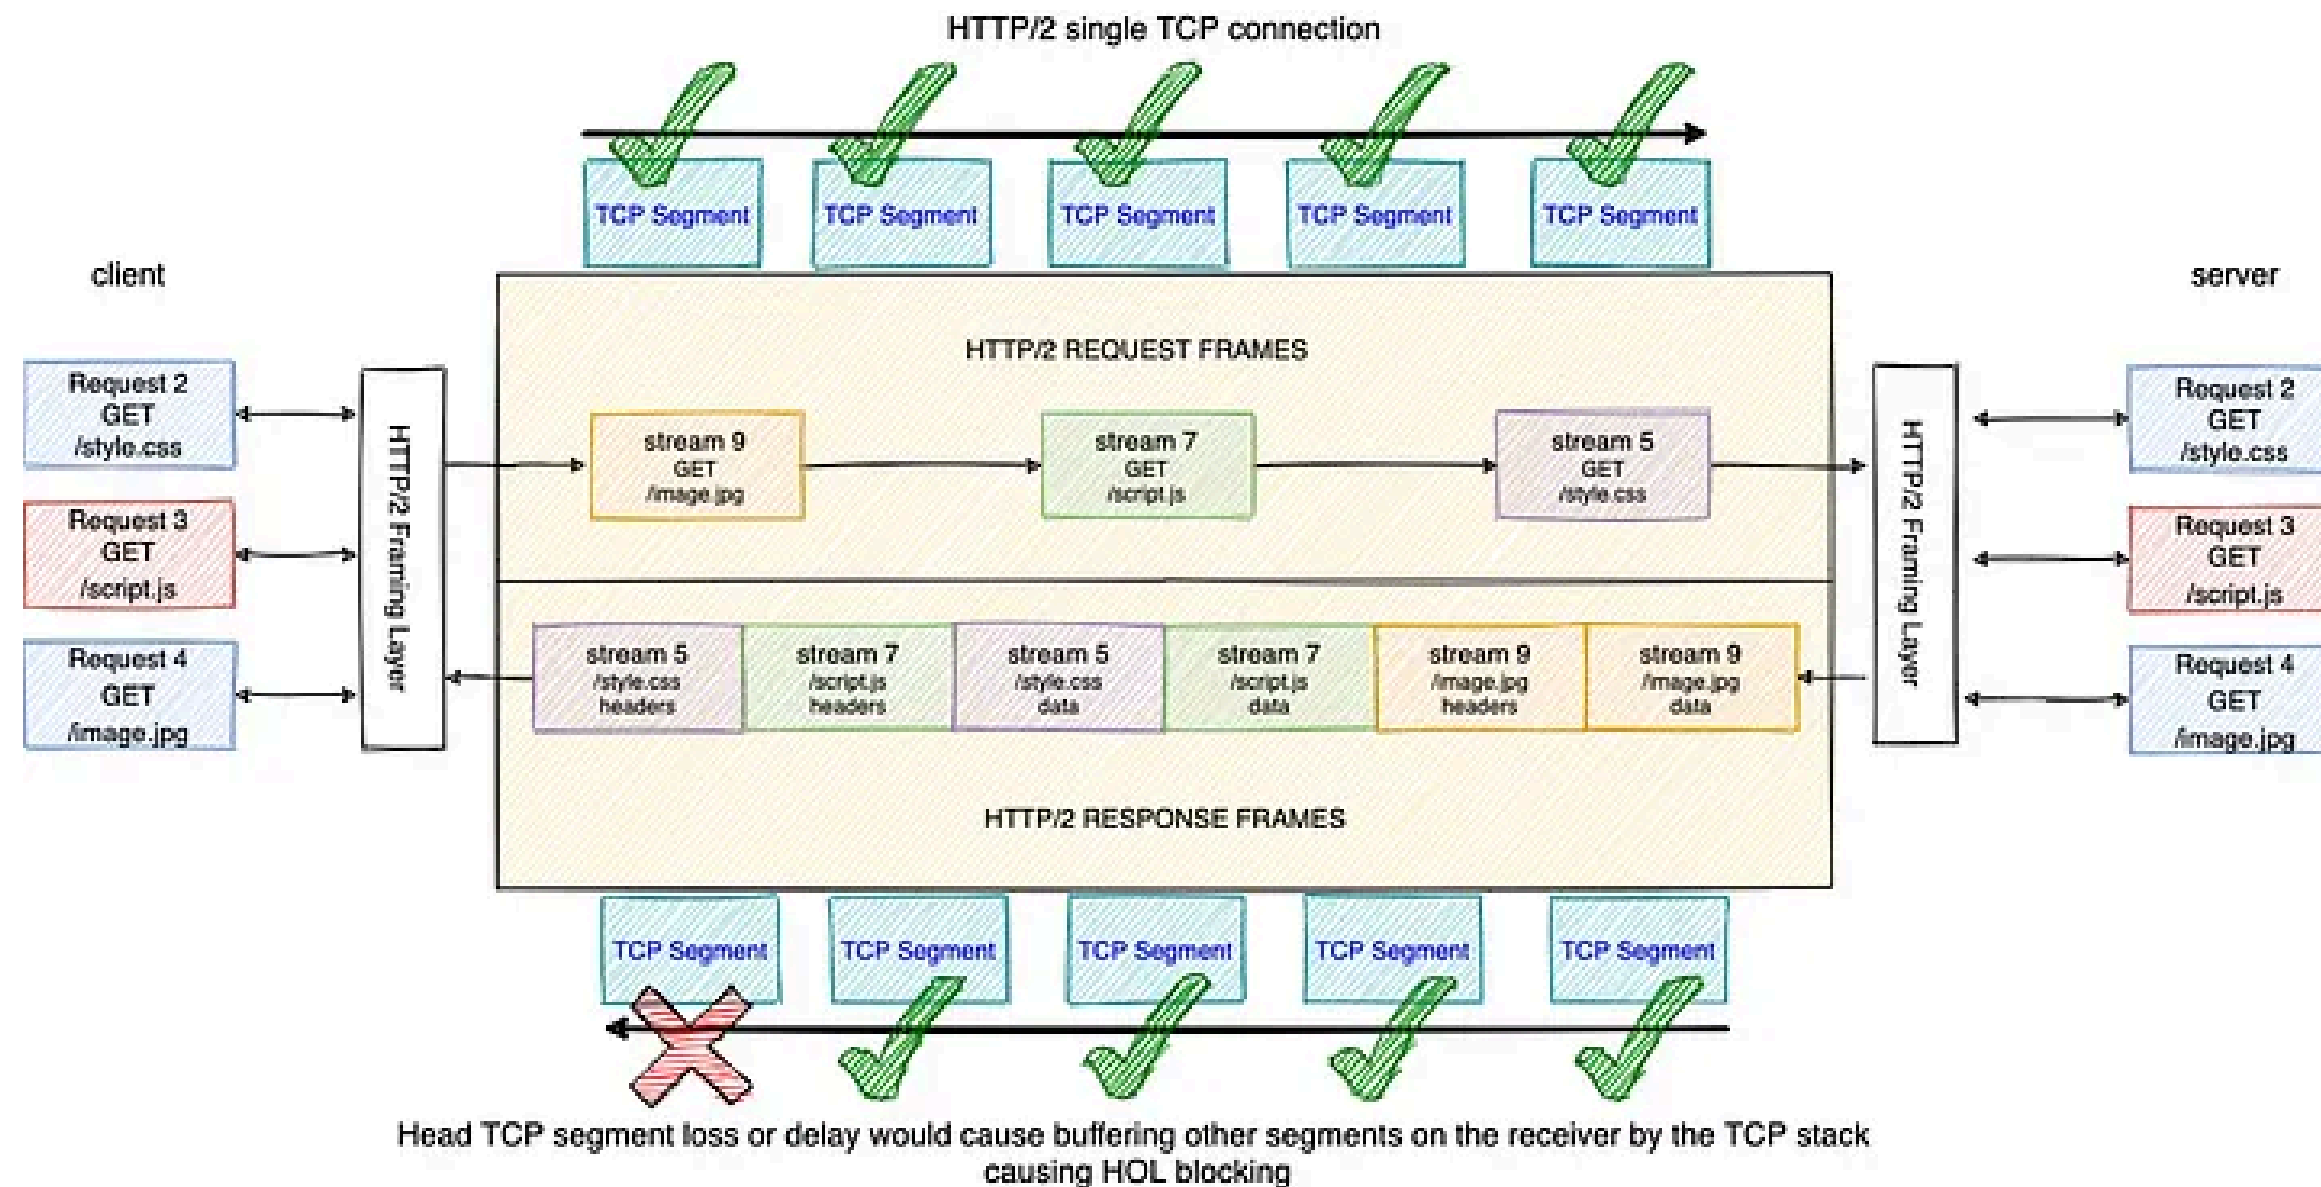 HTTP/2 single TCP connection
TCP Segment
TCP Segment
TCP Segment
TCP Segment
TCP Segment
client
server
Request 2
GET
/style.css
Request 3
GET
/script.js
Request 4
GET
/image.jpg
HTTP/2 Framing Layer
HTTP/2 REQUEST FRAMES
stream 9
GET
/image.jpg
stream 7
GET
/script.js
stream 5
GET
/style.css
stream 5
/style.css
headers
stream 7
/script.js
headers
stream 5
/style.css
data
stream 7
/script.js
data
stream 9
/image.jpg
headers
stream 9
/image.jpg
data
HTTP/2 RESPONSE FRAMES
HTTP/2 Framing Layer
Request 2
GET
/style.css
Request 3
GET
/script.js
Request 4
GET
/image.jpg
TCP Segment
TCP Segment
TCP Segment
TCP Segment
TCP Segment
Head TCP segment loss or delay would cause buffering other segments on the receiver by the TCP stack
causing HOL blocking